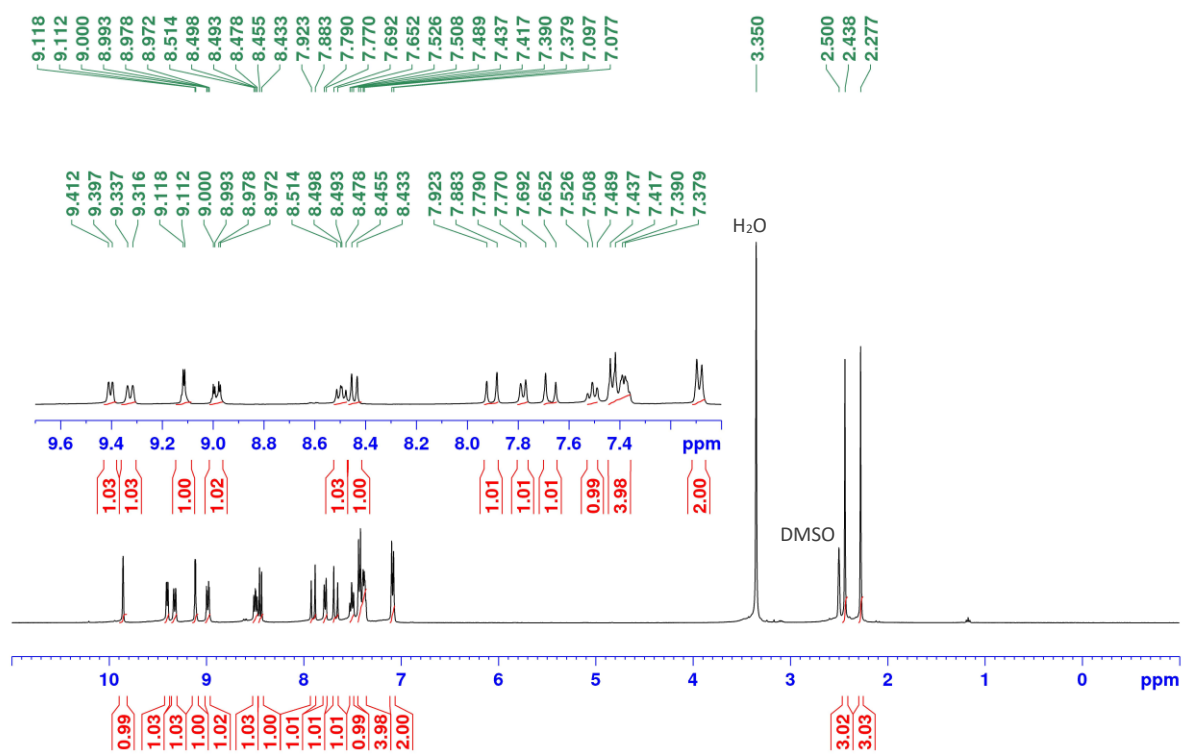 9.118 9.112 9.000 8.993 8.978 8.972 8.514 8.498 8.493 8.478 8.455 8.433 7.923 7.883 7.790 7.770 7.692 7.652 7.526 7.508 7.489 7.437 7.417 7.390 7.379 7.097 7.077 3.350 2.500 2.438 2.277
9.412 9.397 9.337 9.316 9.118 9.112 9.000 8.993 8.978 8.972 8.514 8.498 8.493 8.478 8.455 8.433 7.923 7.883 7.790 7.770 7.692 7.652 7.526 7.508 7.489 7.437 7.417 7.390 7.379
H₂O
9.6 9.4 9.2 9.0 8.8 8.6 8.4 8.2 8.0 7.8 7.6 7.4 ppm
1.03 1.03 1.00 1.02 1.03 1.00 1.01 1.01 1.01 0.99 3.98 2.00
DMSO
10 9 8 7 6 5 4 3 2 1 0 ppm
0.99 1.03 1.03 1.00 1.02 1.03 1.00 1.01 1.01 1.01 0.99 3.98 2.00 3.02 3.03